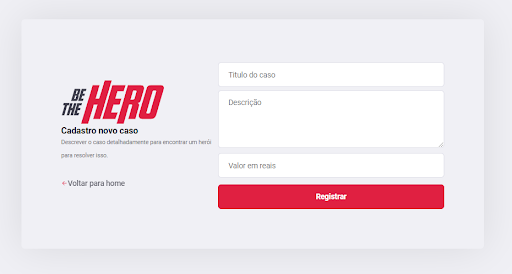 BE
THE HERO
Cadastro novo caso
Descrever o caso detalhadamente para encontrar um herói
para resolver isso.
Voltar para home
Titulo do caso
Descrição
Valor em reais
Registrar